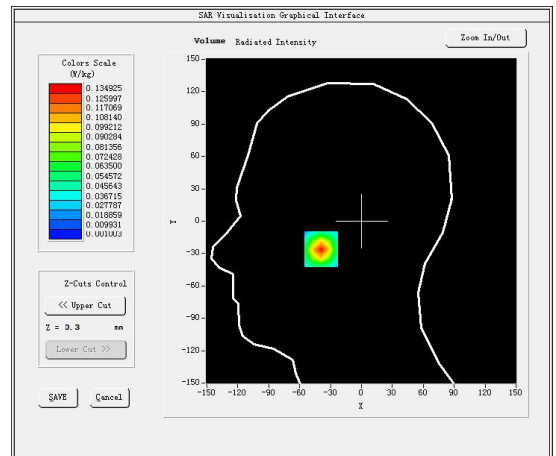 SAR Visualisation Graphical Interface
Volume Radiated Intensity
Zoom In/Out
Colors Scale
(W/kg)
0.134925
0.125997
0.117069
0.108140
0.099212
0.090284
0.081356
0.072428
0.063500
0.054572
0.045643
0.036715
0.027787
0.018859
0.009931
0.001003
Z-Cuts Control
<< Upper Cut
Z = 0.3 mm
Lower Cut >>
SAVE
Cancel
150
120
90
60
30
0
-30
-60
-90
-120
-150
Y
-150 -120 -90 -60 -30 0 30 60 90 120 150
X